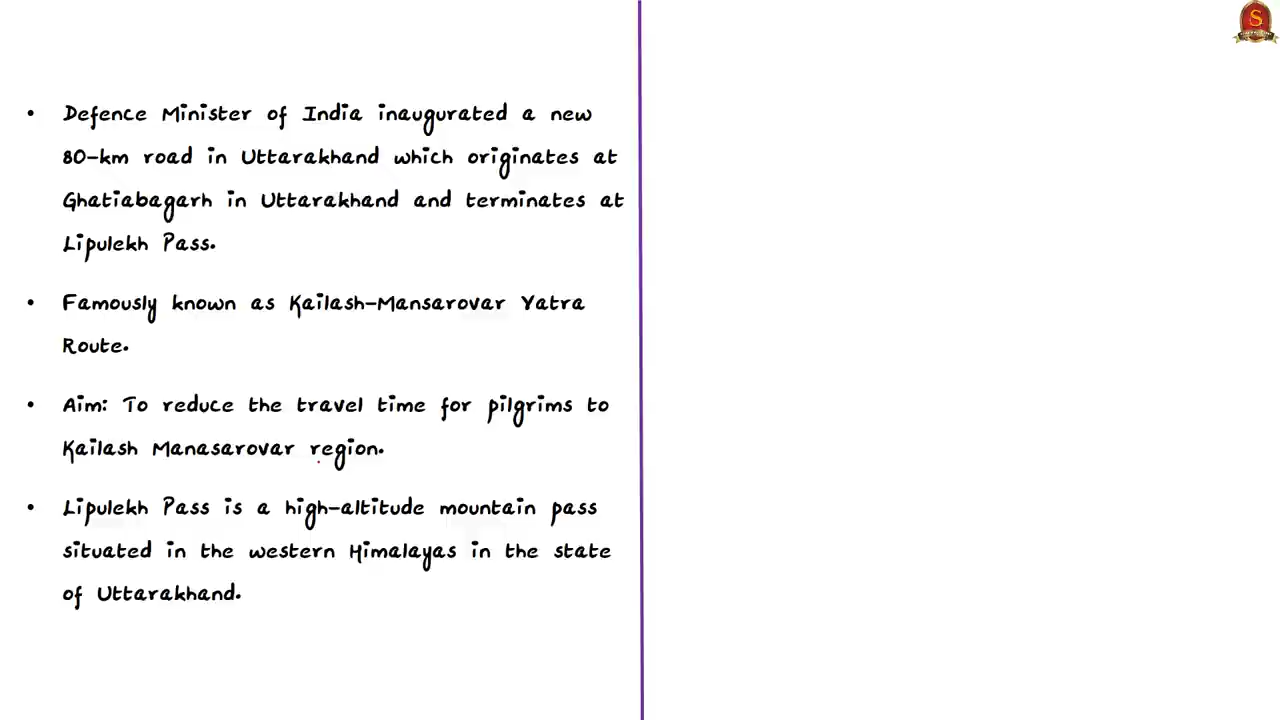 • Defence Minister of India inaugurated a new
80-km road in Uttarakhand which originates at
Ghatiabagarh in Uttarakhand and terminates at
Lipulekh Pass.
• Famously known as Kailash-Mansarovar Yatra
Route.
• Aim: To reduce the travel time for pilgrims to
Kailash Manasarovar region.
• Lipulekh Pass is a high-altitude mountain pass
situated in the western Himalayas in the state
of Uttarakhand.
S